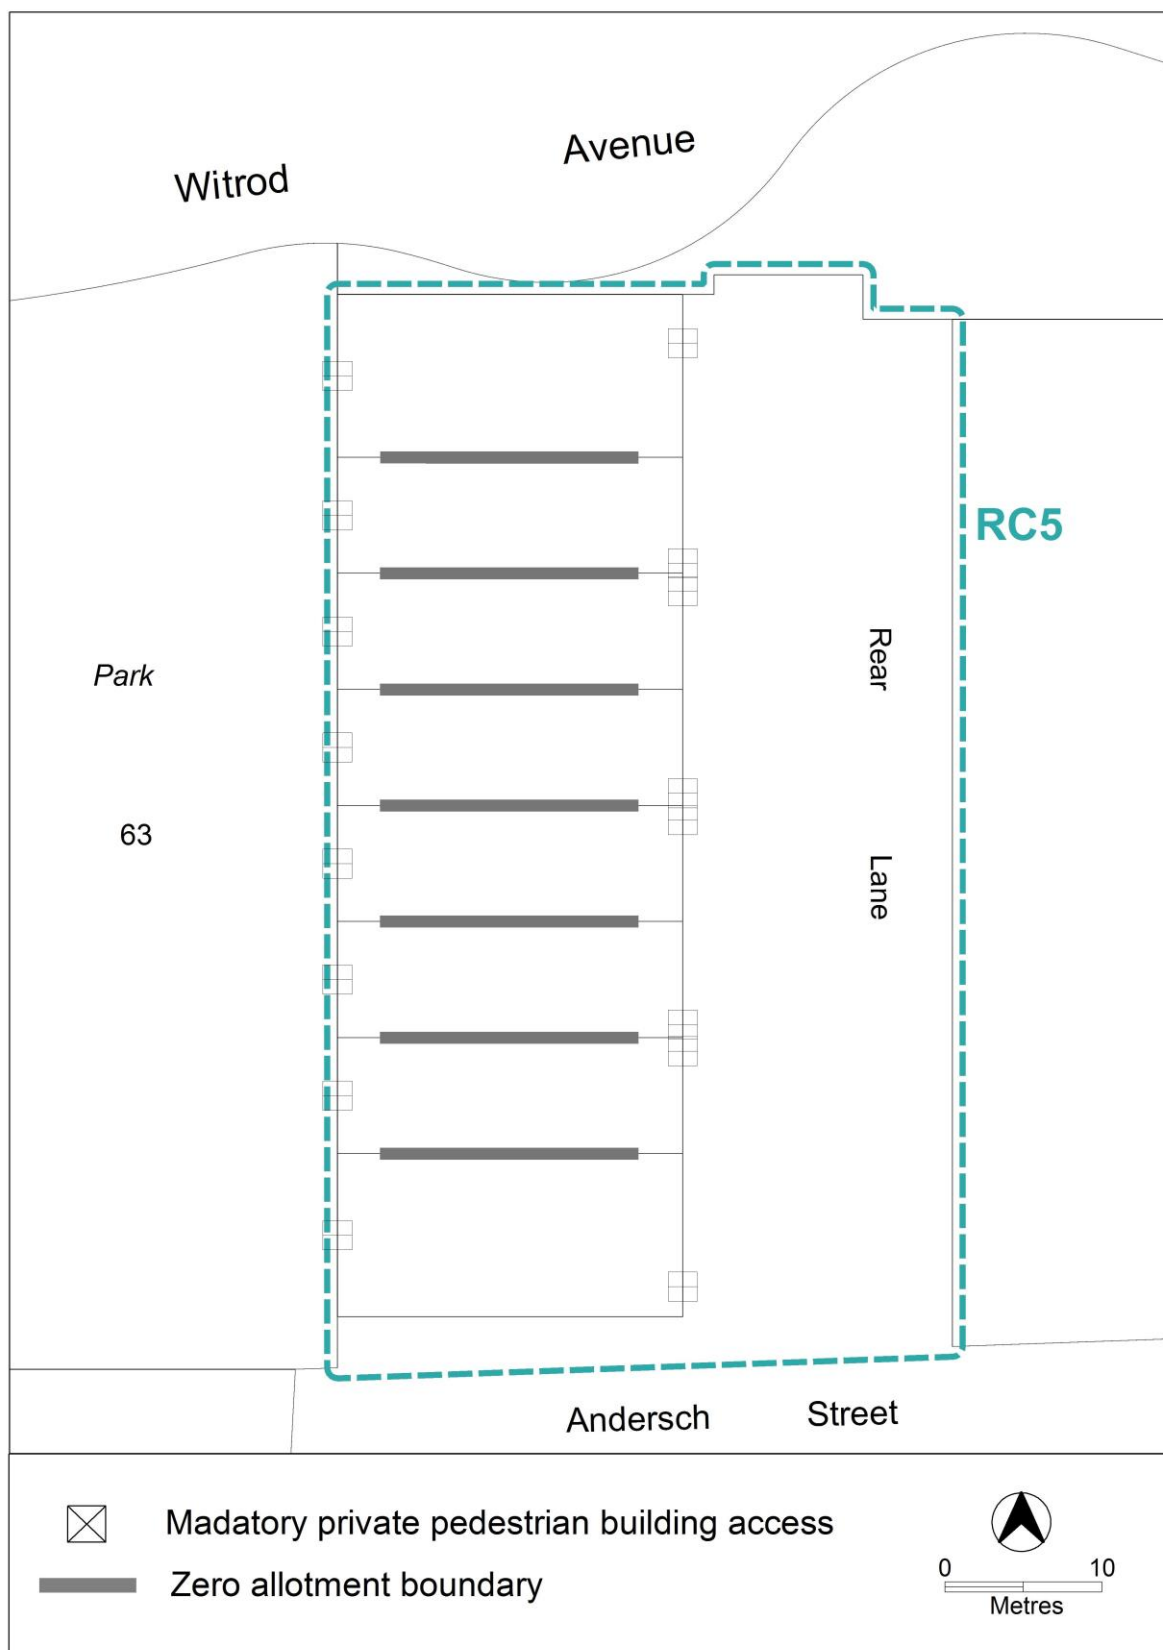 Witrod Avenue
RC5
Rear
Park
63
Lane
Andersch Street
Madatory private pedestrian building access
Zero allotment boundary
0 10
Metres